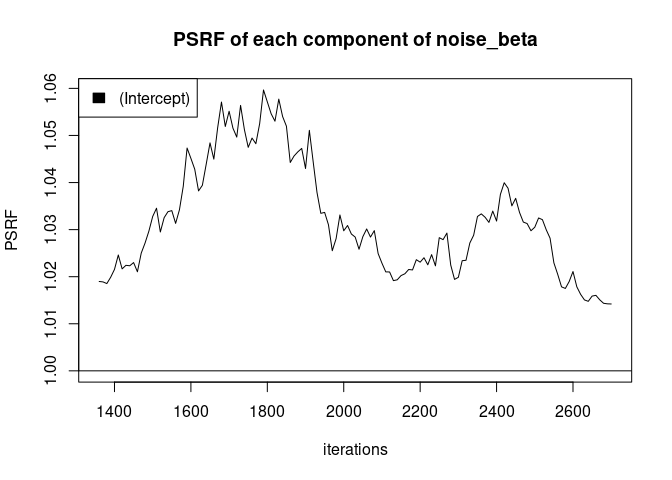 PSRF of each component of noise_beta
(Intercept)
PSRF
1.06
1.05
1.04
1.03
1.02
1.01
1.00
1400 1600 1800 2000 2200 2400 2600
iterations